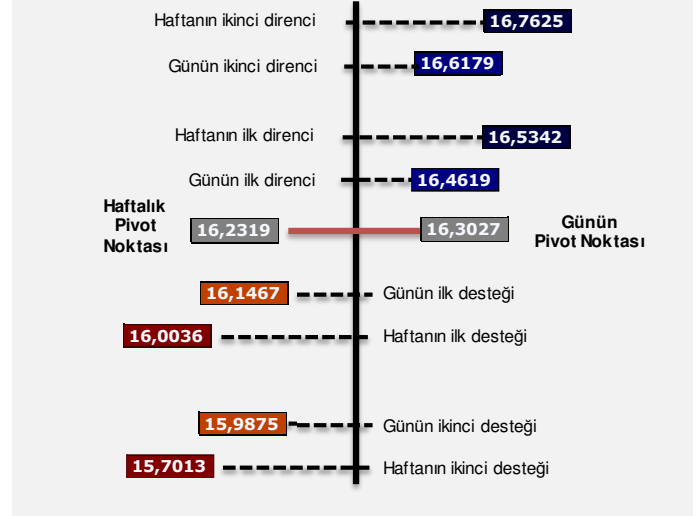 Haftanın ikinci direnci
16,7625
Günün ikinci direnci
16,6179
Haftanın ilk direnci
16,5342
Günün ilk direnci
16,4619
Haftalık
Pivot
Noktası
16,2319
16,3027
Günün
Pivot Noktası
16,1467
Günün ilk desteği
16,0036
Haftanın ilk desteği
15,9875
Günün ikinci desteği
15,7013
Haftanın ikinci desteği